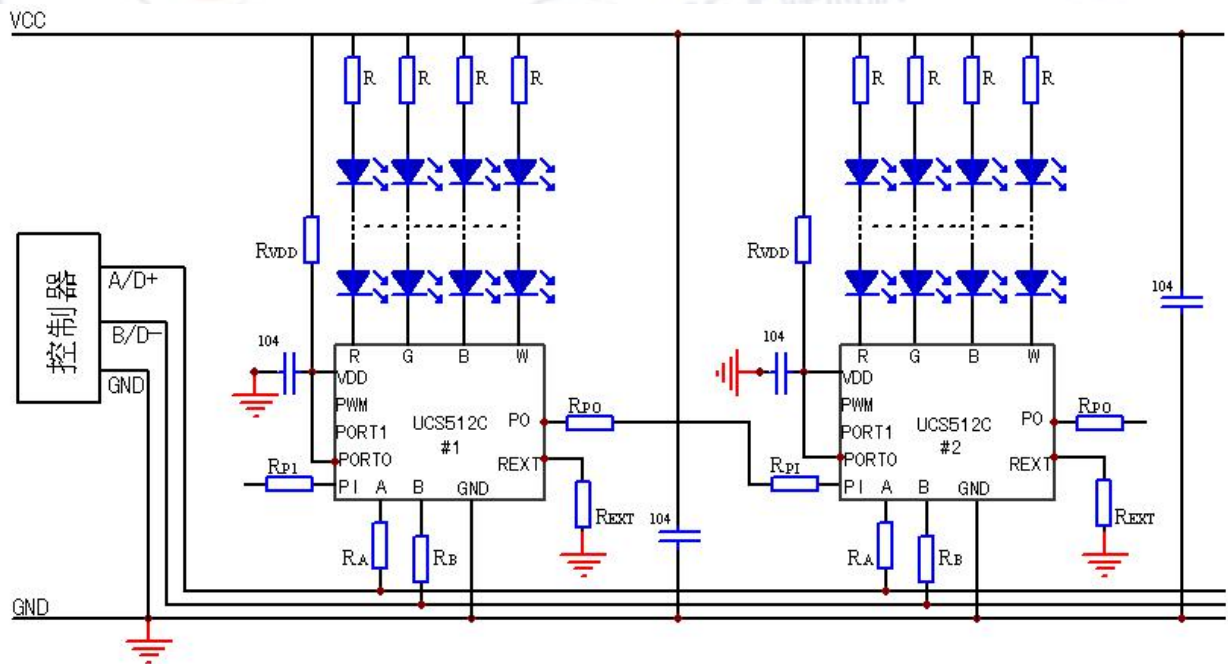 VCC
R R R R R R R R
RVDD RVDD
控制器
A/D+
B/D-
GND
104 104 104
R G B W R G B W
VDD VDD
PWM PWM
PORT1 PORT1
PORT0 PORT0
UCS512C UCS512C
#1 #2
PO RPO PO RPO
REXT REXT
RPI PI A B GND RPI PI A B GND
104
REXT REXT
RA RB RA RB
GND